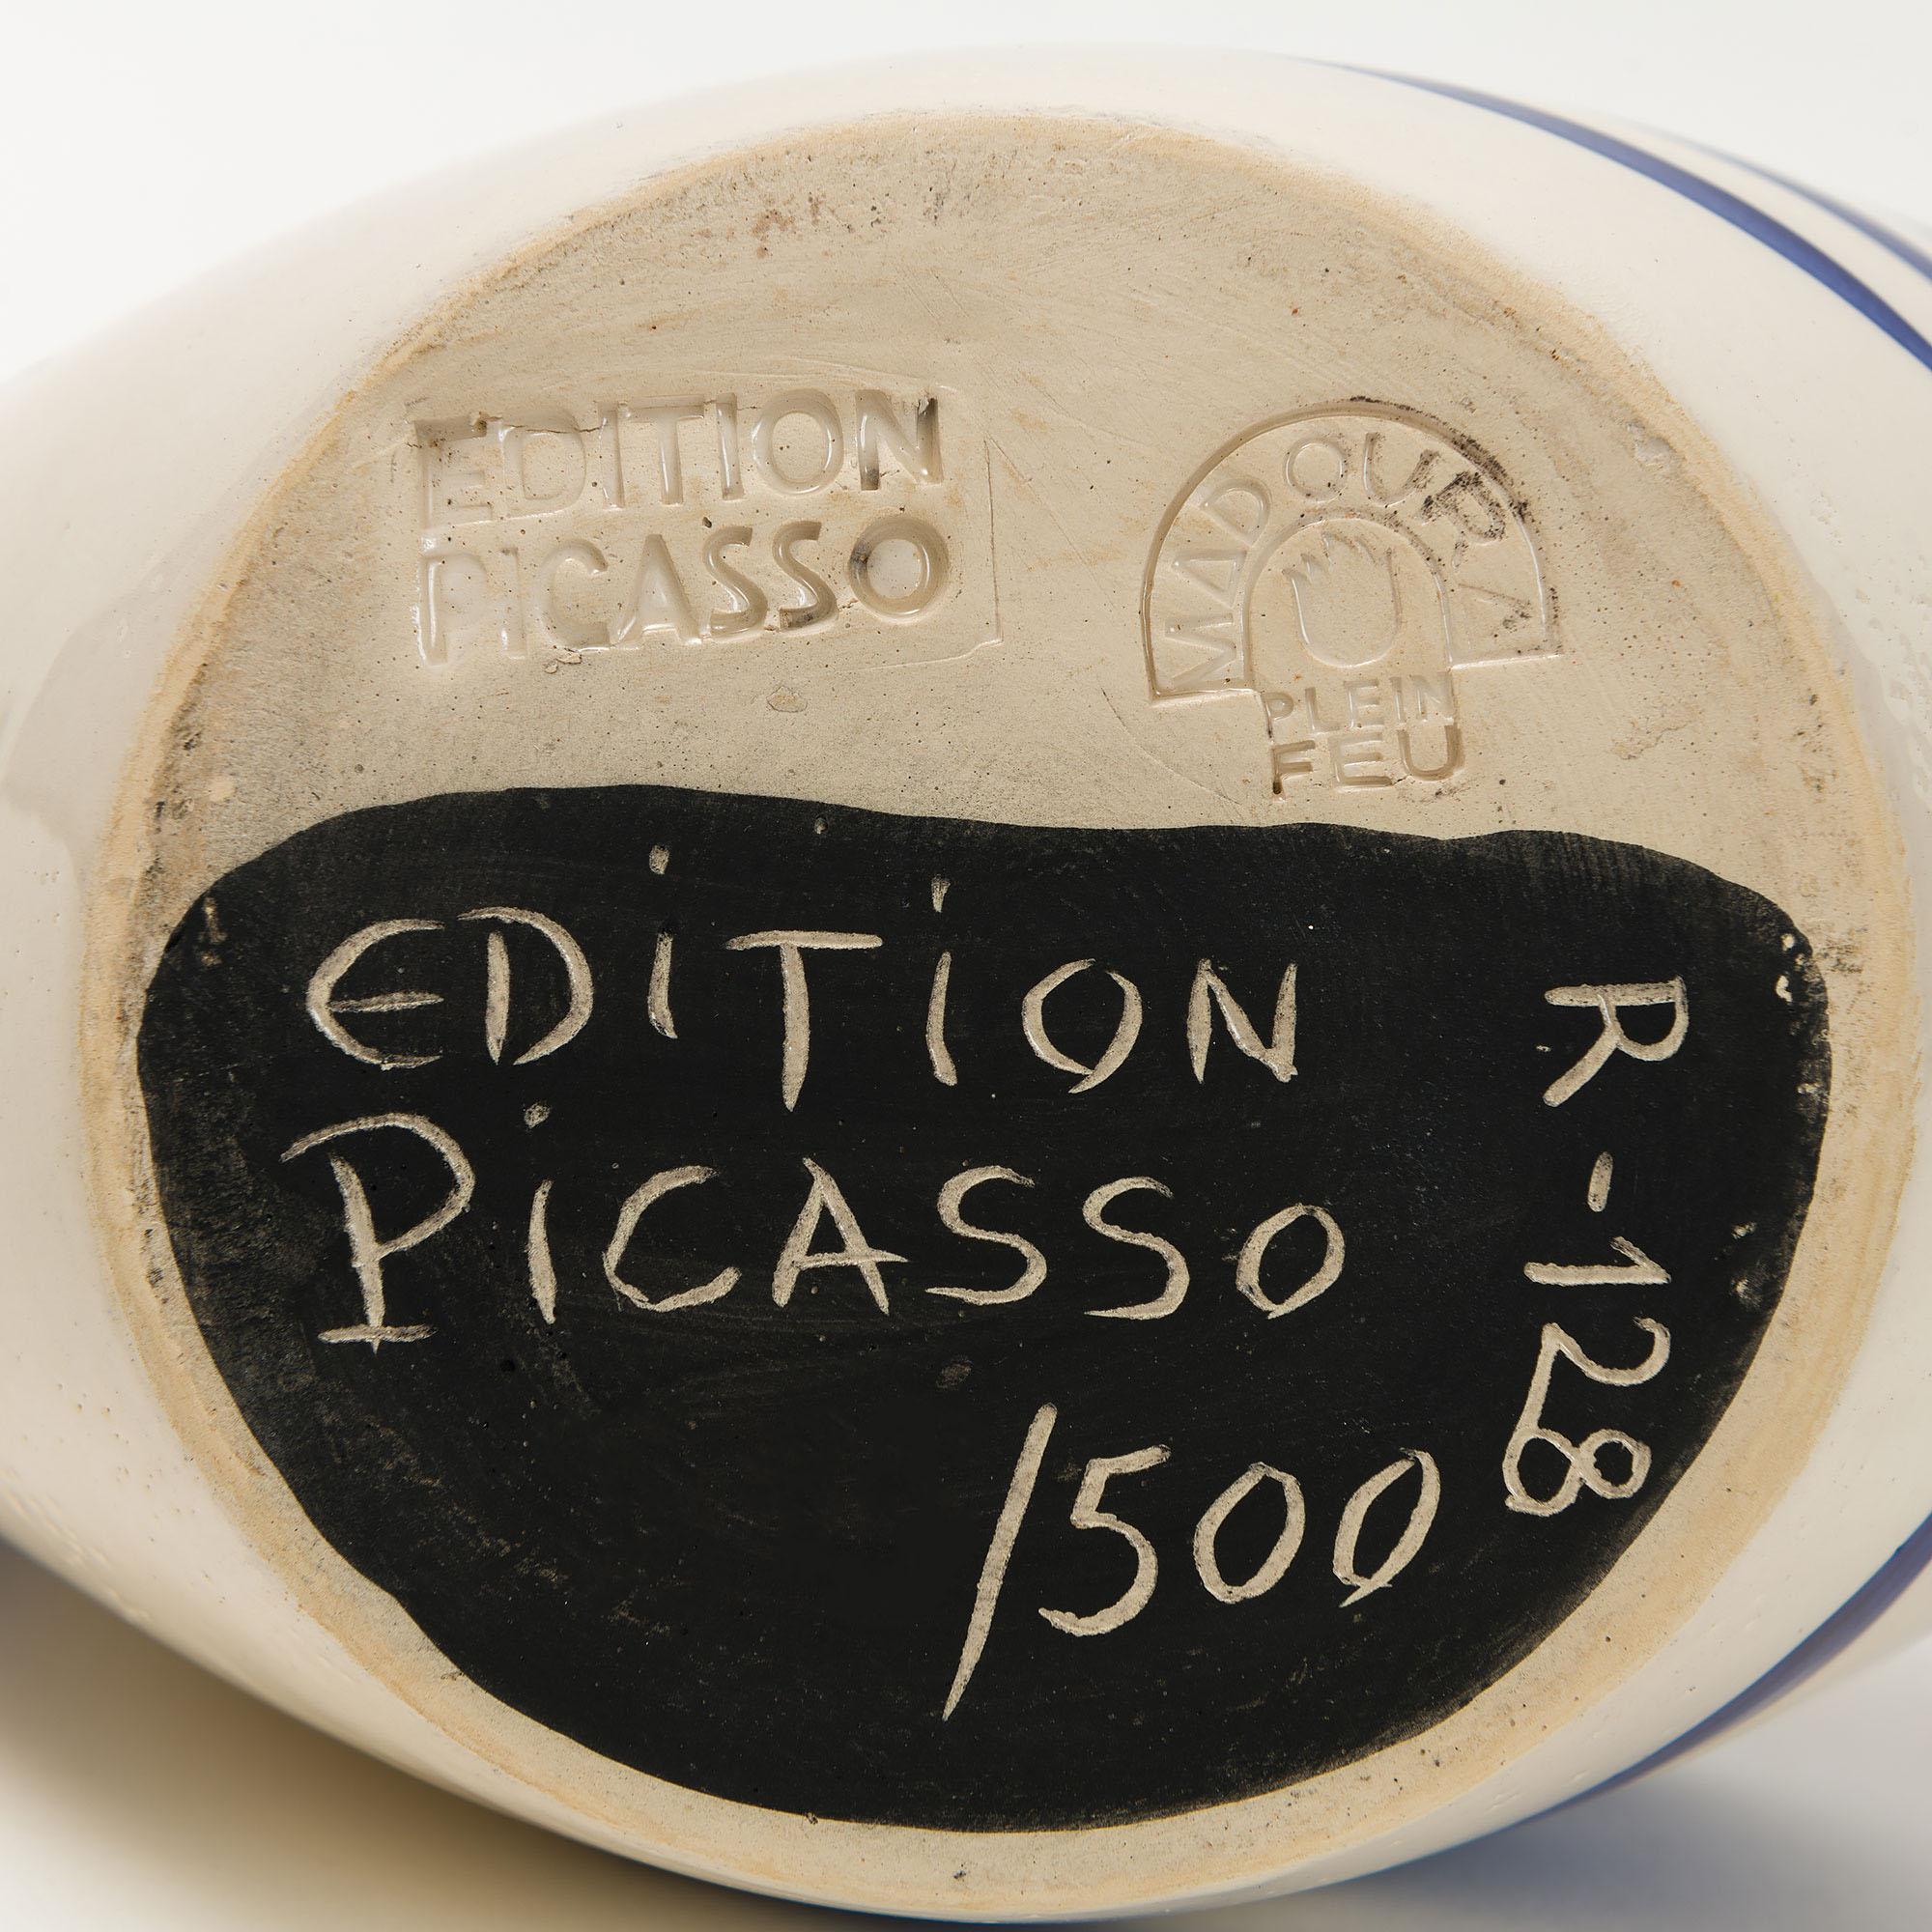 EDITION
PICASSO
MADOURA
PLEIN
FEU
EDiTiON
PiCASSO
/500
R-128